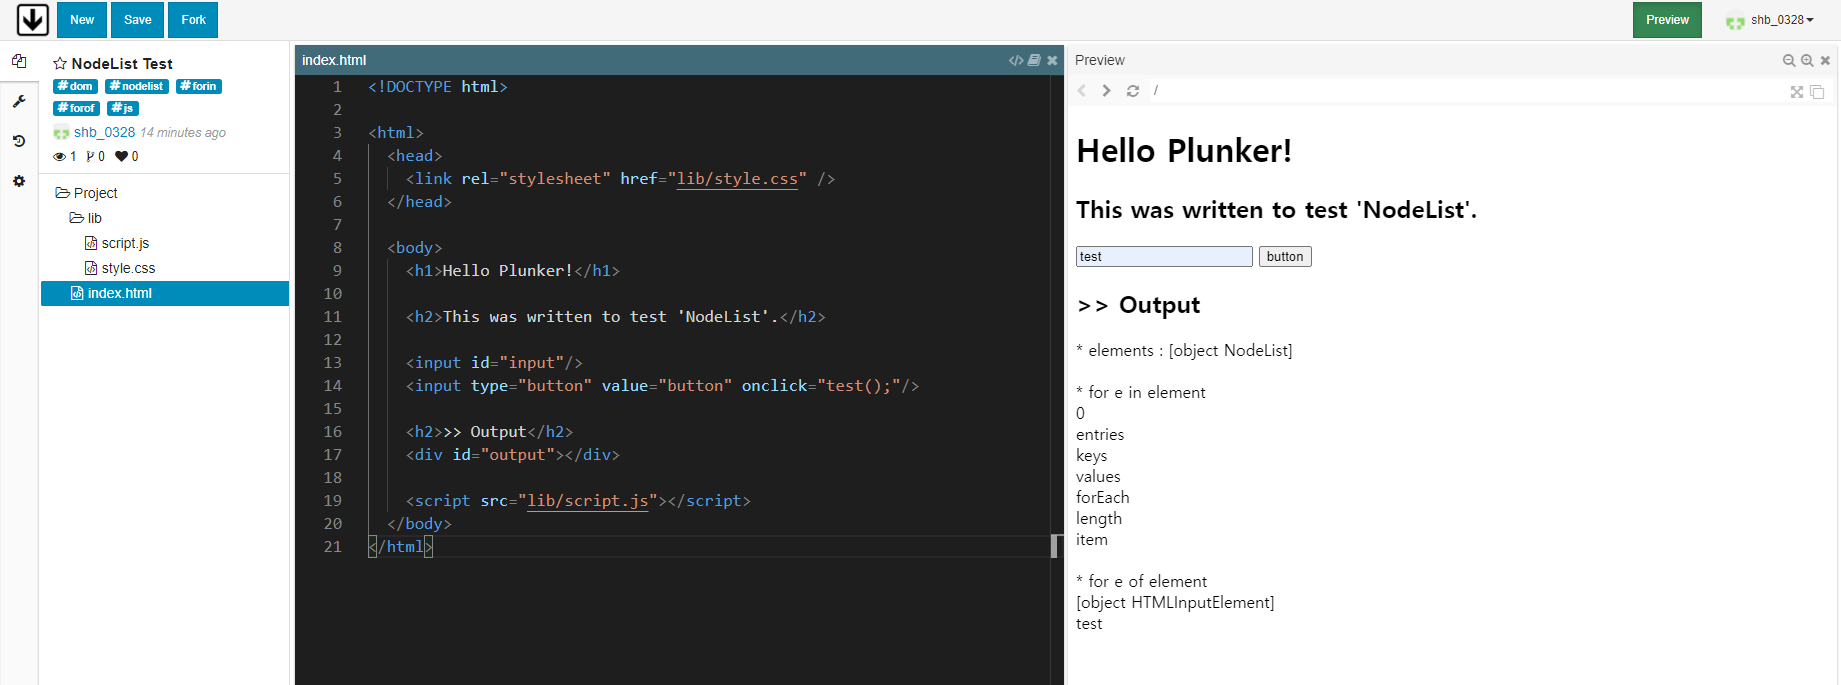 New Save Fork Preview shb_0328
NodeList Test
#dom #nodelist #forin
#forof #js
shb_0328 14 minutes ago
1 0 0
Project
lib
script.js
style.css
index.html
index.html
1 <!DOCTYPE html>
2
3 <html>
4 <head>
5 <link rel="stylesheet" href="lib/style.css" />
6 </head>
7
8 <body>
9 <h1>Hello Plunker!</h1>
10
11 <h2>This was written to test 'NodeList'.</h2>
12
13 <input id="input"/>
14 <input type="button" value="button" onclick="test();"/>
15
16 <h2>>> Output</h2>
17 <div id="output"></div>
18
19 <script src="lib/script.js"></script>
20 </body>
21 </html>
Preview
/
Hello Plunker!
This was written to test 'NodeList'.
test button
>> Output
* elements : [object NodeList]
* for e in element
0
entries
keys
values
forEach
length
item
* for e of element
[object HTMLInputElement]
test